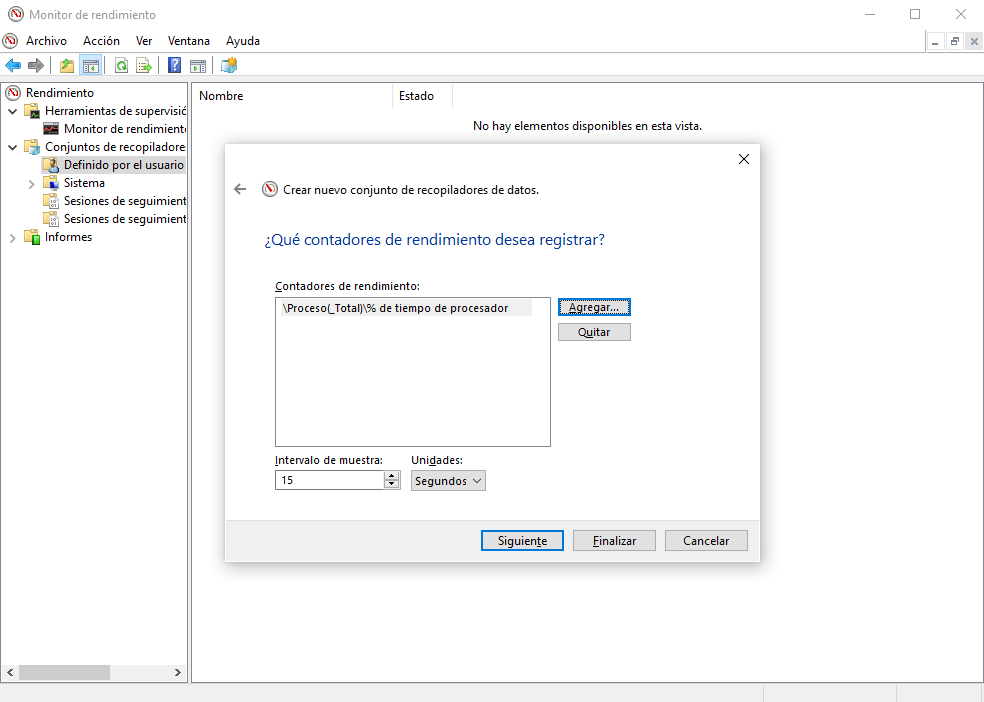 Monitor de rendimiento
Archivo Acción Ver Ventana Ayuda
Rendimiento
Herramientas de supervisió
Monitor de rendimiento
Conjuntos de recopiladore
Definido por el usuario
Sistema
Sesiones de seguimient
Sesiones de seguimient
Informes
Nombre Estado
No hay elementos disponibles en esta vista.
Crear nuevo conjunto de recopiladores de datos.
¿Qué contadores de rendimiento desea registrar?
Contadores de rendimiento:
\Proceso(_Total)\% de tiempo de procesador
Agregar...
Quitar
Intervalo de muestra: Unidades:
15 Segundos
Siguiente Finalizar Cancelar